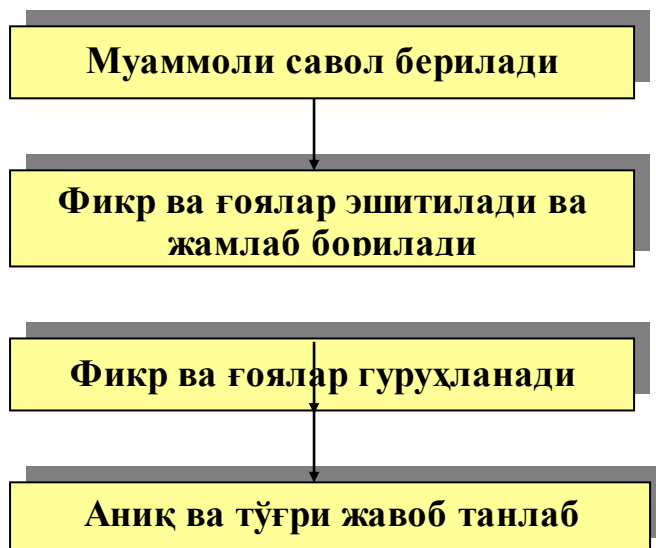 Муаммоли савол берилади
Фикр ва ғоялар эшитилади ва
жамлаб борилади
Фикр ва ғоялар гуруҳланади
Аниқ ва тўғри жавоб танлаб